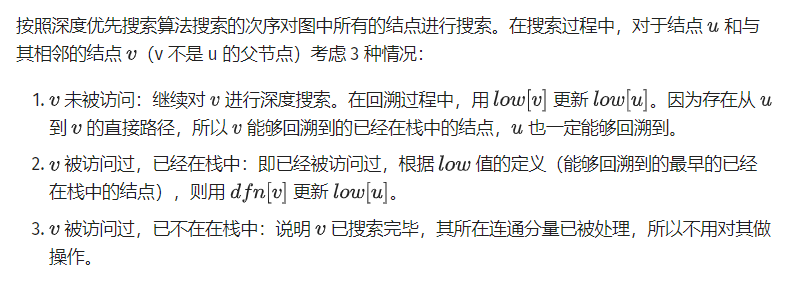 按照深度优先搜索算法搜索的次序对图中所有的结点进行搜索。在搜索过程中，对于结点 u 和与
其相邻的结点 v（v 不是 u 的父节点）考虑 3 种情况：
1. v 未被访问：继续对 v 进行深度搜索。在回溯过程中，用 low[v] 更新 low[u]。因为存在从 u
到 v 的直接路径，所以 v 能够回溯到的已经在栈中的结点，u 也一定能够回溯到。
2. v 被访问过，已经在栈中：即已经被访问过，根据 low 值的定义（能够回溯到的最早的已经
在栈中的结点），则用 dfn[v] 更新 low[u]。
3. v 被访问过，已不在在栈中：说明 v 已搜索完毕，其所在连通分量已被处理，所以不用对其做
操作。